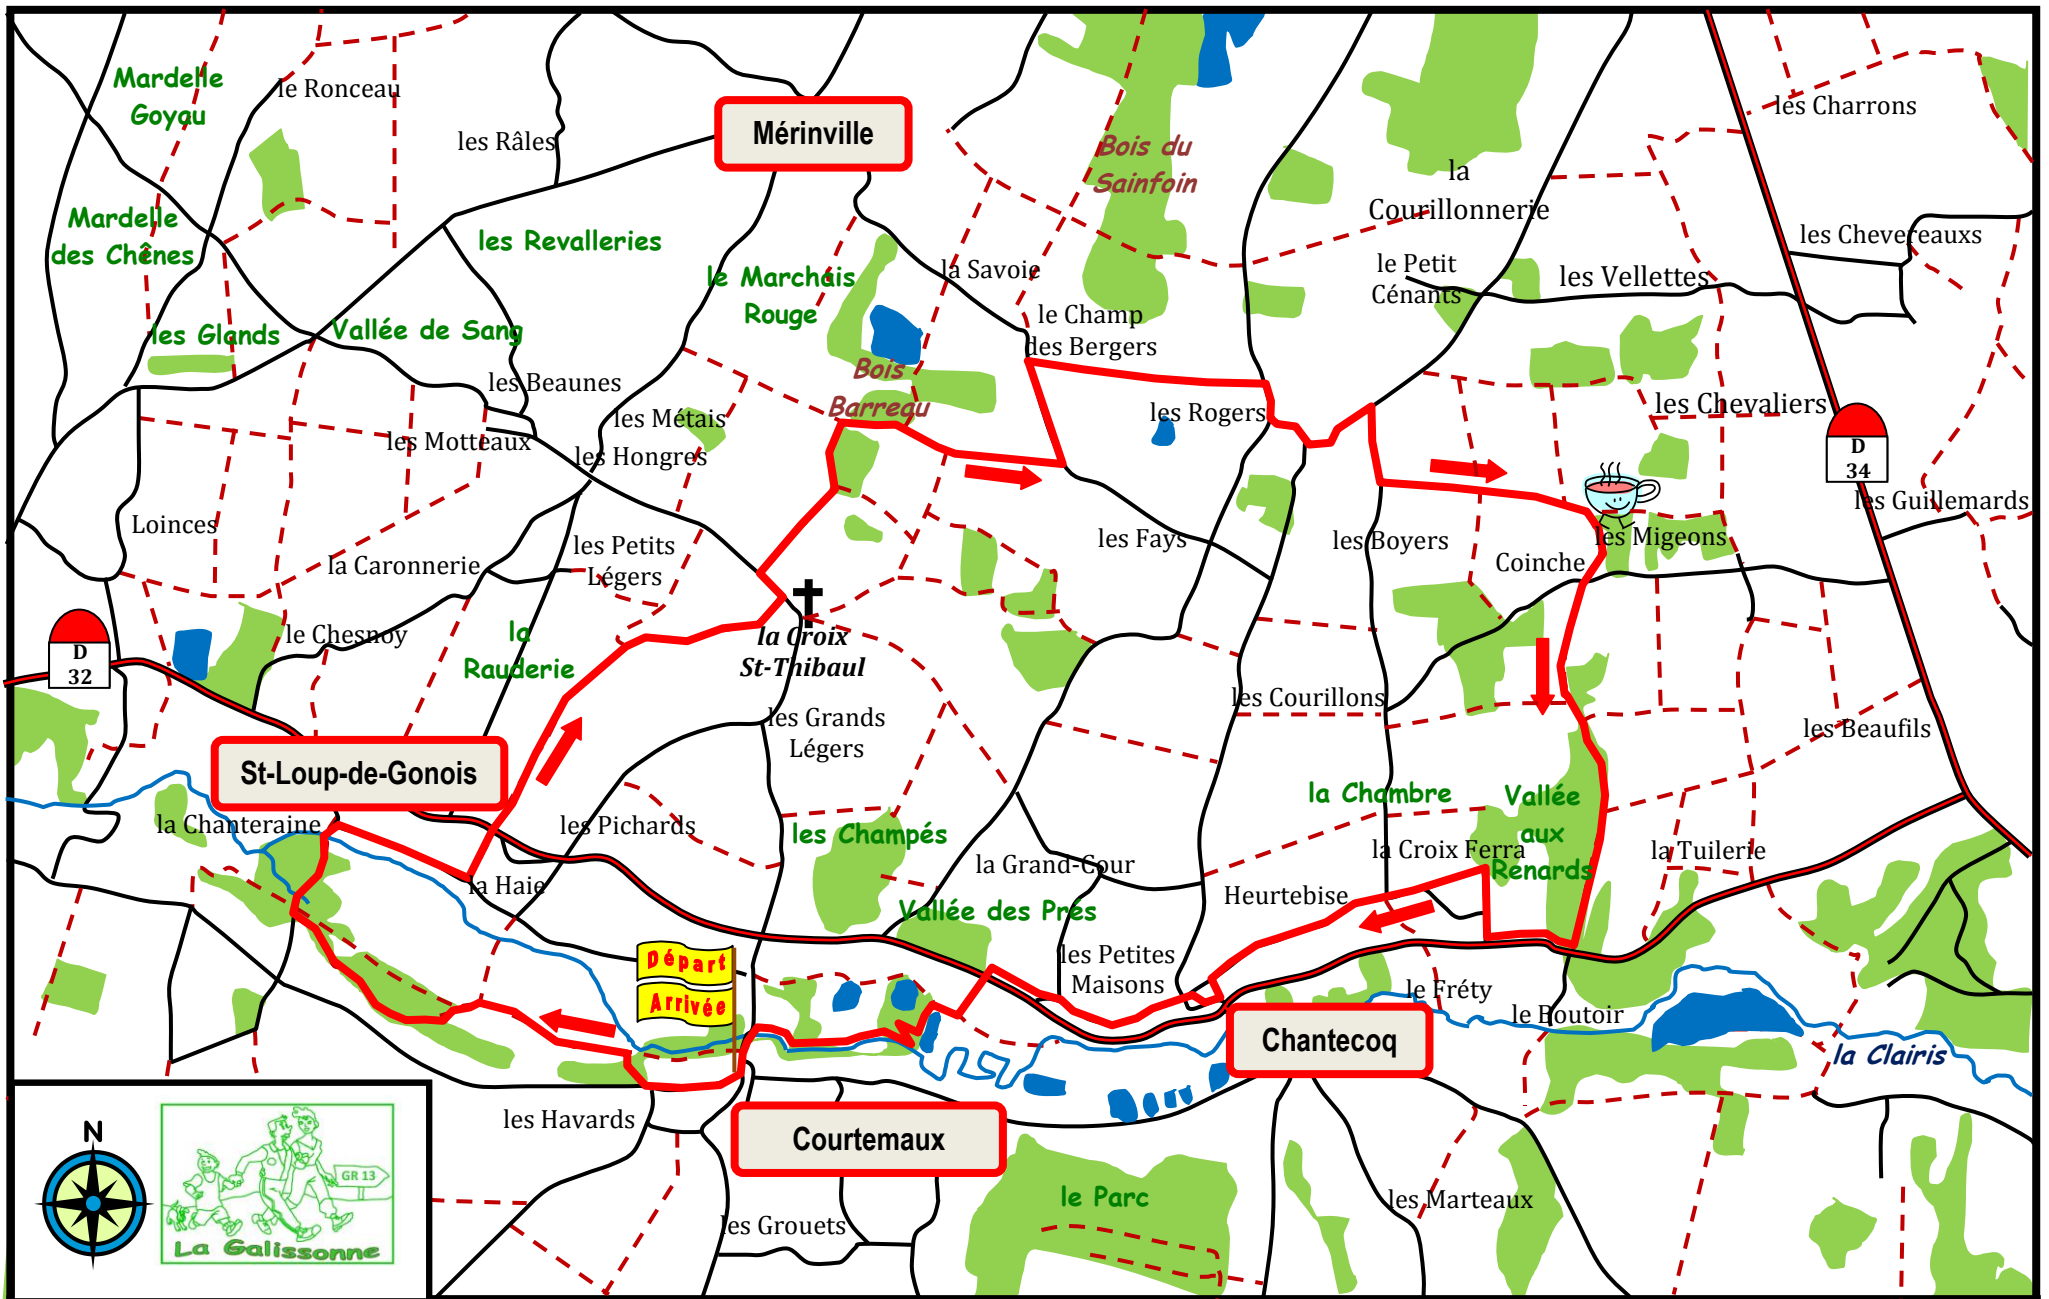 Mardelle
Goyau
le Ronceau
les Râles
Mérinville
Bois du
Sainfoin
les Charrons
la
Courillonnerie
Mardelle
des Chênes
les Revalleries
le Marchais
Rouge
la Savoie
le Petit
Cénants
les Vellettes
les Chevereauxs
les Glands
Vallée de Sang
le Champ
des Bergers
Bois
Barreau
les Beaunes
les Métais
les Rogers
les Chevaliers
les Motteaux
les Hongres
D
34
les Guillemards
Loinces
la Caronnerie
les Petits
Légers
les Fays
les Boyers
Coinche
les Migeons
le Chesnoy
la
Rauderie
la Croix
St-Thibaul
D
32
les Grands
Légers
les Courillons
les Beaufils
St-Loup-de-Gonois
la Chanteraine
les Pichards
les Champés
la Chambre
Vallée
aux
Renards
la Croix Ferra
la Tuilerie
la Haie
la Grand-Cour
Heurtebise
Vallée des Prés
les Petites
Maisons
Départ
Arrivée
le Fréty
le Boutoir
Chantecoq
la Clairis
les Havards
Courtemaux
le Parc
les Marteaux
les Grouets
N
GR 13
La Galissonne